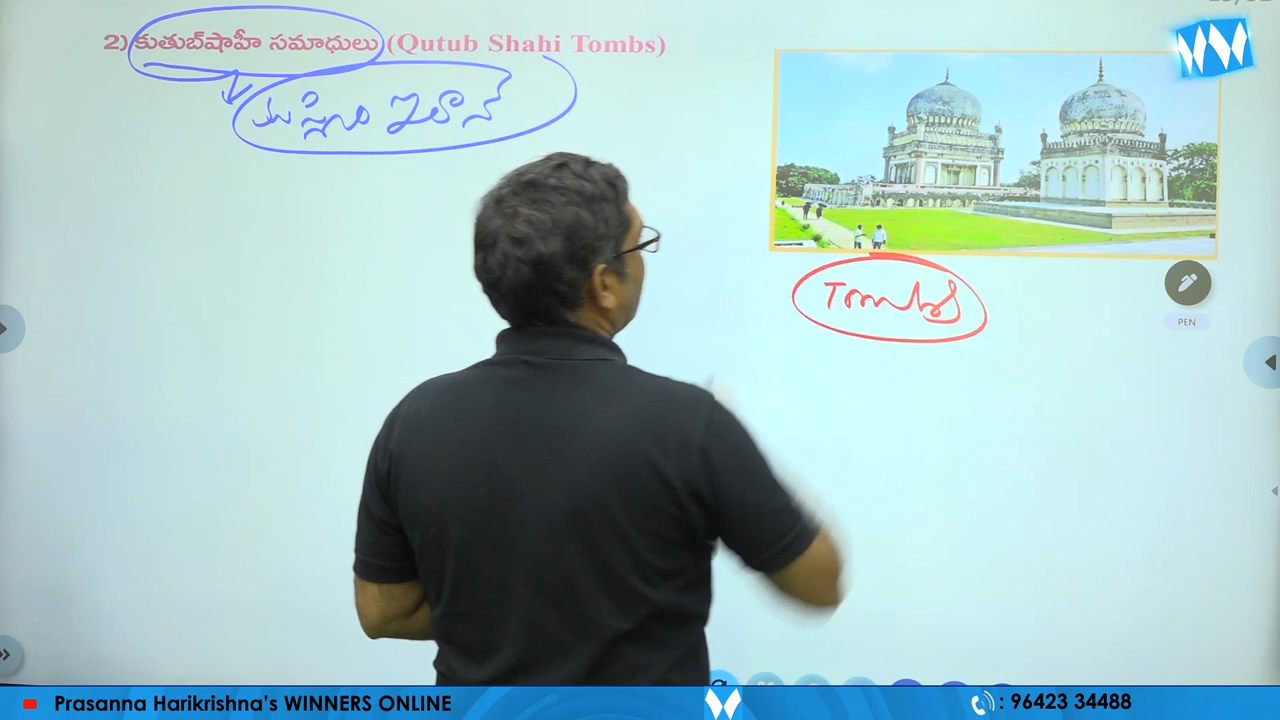 2) కుతుబ్‌షాహీ సమాధులు (Qutub Shahi Tombs)
ముస్లిం
Tombs
PEN
Prasanna Harikrishna's WINNERS ONLINE
: 96423 34488